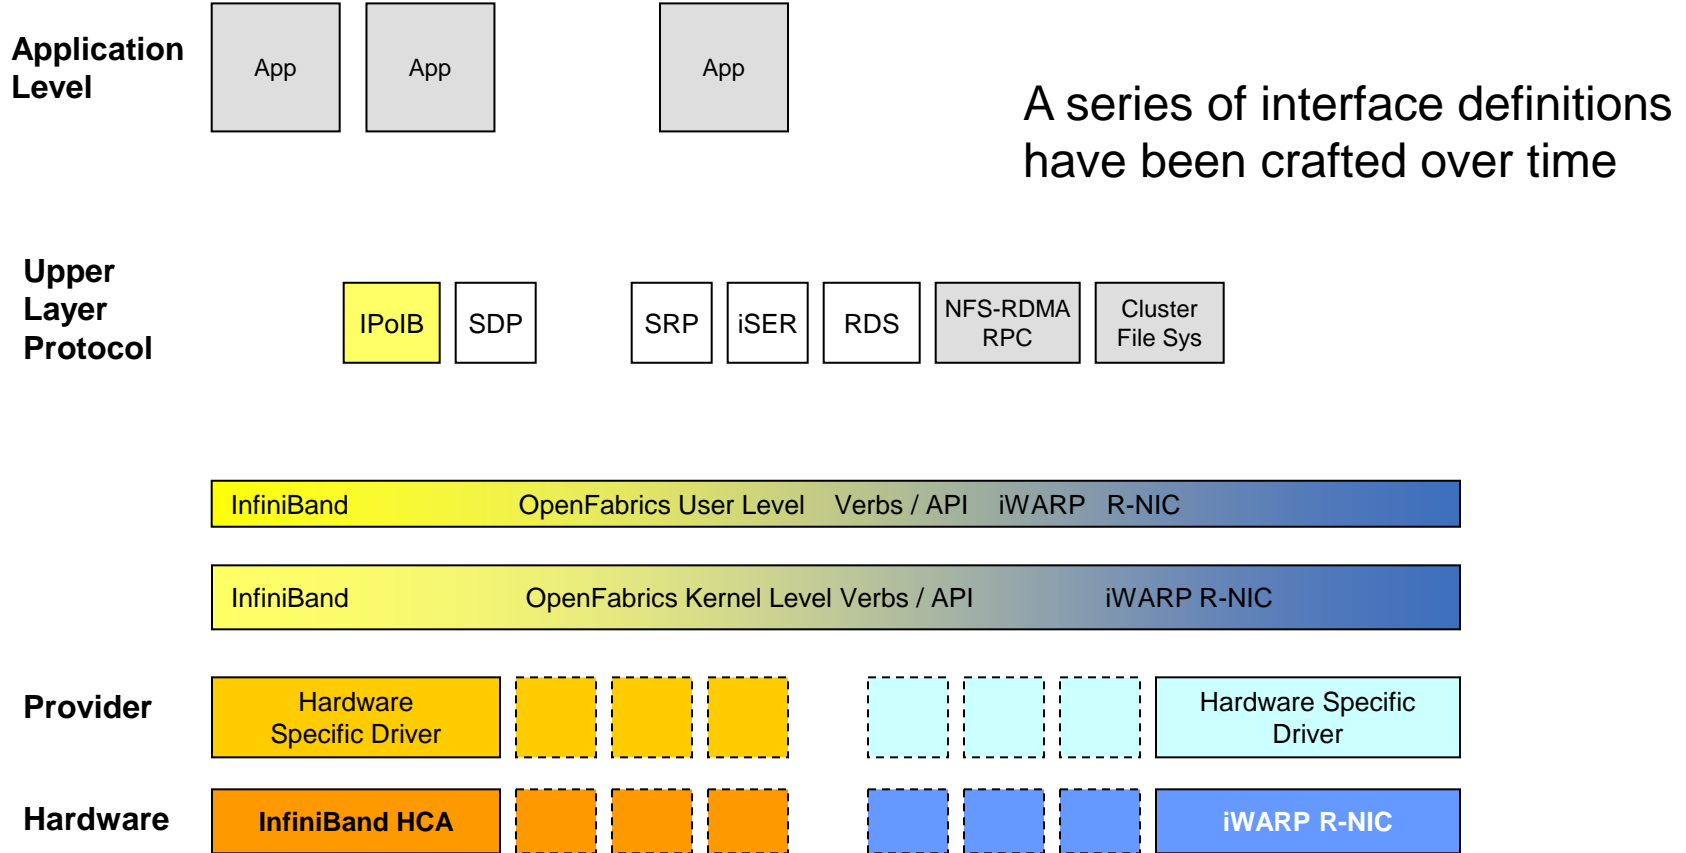 Application
Level
App
App
App
A series of interface definitions
have been crafted over time
Upper
Layer
Protocol
IPoIB
SDP
SRP
iSER
RDS
NFS-RDMA
RPC
Cluster
File Sys
InfiniBand OpenFabrics User Level Verbs / API iWARP R-NIC
InfiniBand OpenFabrics Kernel Level Verbs / API iWARP R-NIC
Provider
Hardware
Specific Driver
Hardware Specific
Driver
Hardware
InfiniBand HCA
iWARP R-NIC